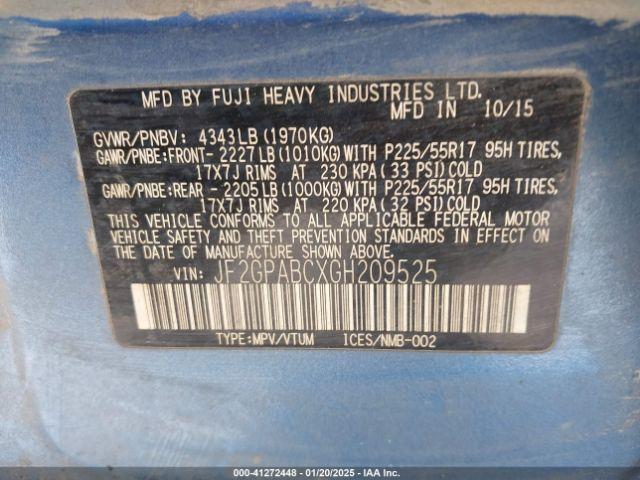 MFD BY FUJI HEAVY INDUSTRIES LTD.
MFD IN 10/15
GVWR/PNBV: 4343LB(1970KG)
GAWR/PNBE:FRONT- 2227LB(1010KG)WITH P225/55R17 95H TIRES,
17X7J RIMS AT 230 KPA( 33 PSI)COLD
GAWR/PNBE:REAR - 2205LB(1000KG)WITH P225/55R17 95H TIRES,
17X7J RIMS AT 220 KPA( 32 PSI)COLD
THIS VEHICLE CONFORMS TO ALL APPLICABLE FEDERAL MOTOR
VEHICLE SAFETY AND THEFT PREVENTION STANDARDS IN EFFECT ON
THE DATE OF MANUFACTURE SHOWN ABOVE.
VIN: JF2GPABCXGH209525
TYPE:MPV/VTUM ICES/NMB-002
000-41272448 - 01/20/2025 - IAA Inc.